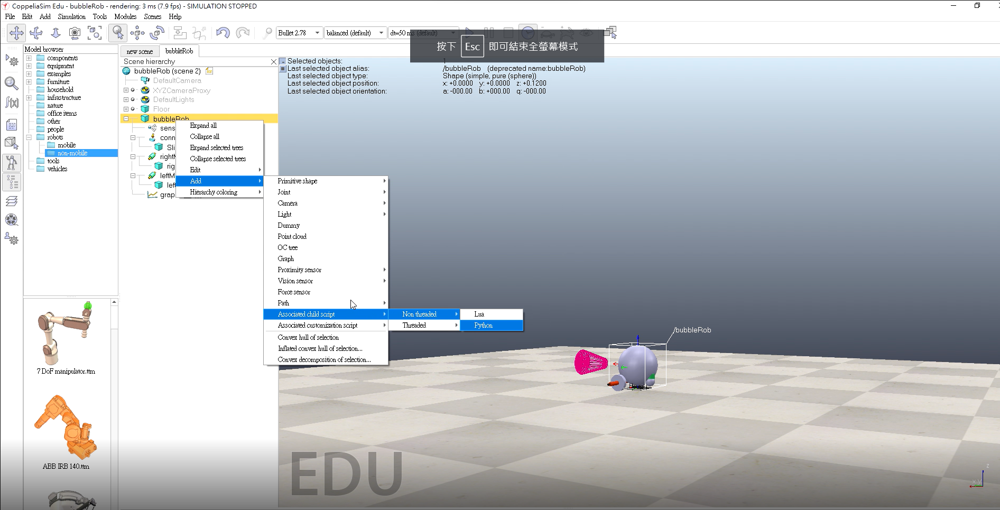 CoppeliaSim Edu - bubbleRob - rendering: 3 ms (7.9 fps) - SIMULATION STOPPED
File Edit Add Simulation Tools Modules Scenes Help
Bullet 2.78 balanced (default) dt=50 ms (default)
按下 Esc 即可結束全螢幕模式
Model browser
components
equipment
examples
furniture
household
infrastructure
nature
office items
other
people
robots
mobile
non-mobile
tools
vehicles
7 DoF manipulator.ttm
ABB IRB 140.ttm
new scene bubbleRob
Scene hierarchy
bubbleRob (scene 2)
DefaultCamera
XYZCameraProxy
DefaultLights
Floor
bubbleRob
sens
conn
Sli
rightM
rig
leftM
left
grap
Expand all
Collapse all
Expand selected trees
Collapse selected trees
Edit
Add
Hierarchy coloring
Primitive shape
Joint
Camera
Light
Dummy
Point cloud
OC tree
Graph
Proximity sensor
Vision sensor
Force sensor
Path
Associated child script
Associated customization script
Convex hull of selection
Inflated convex hull of selection...
Convex decomposition of selection...
Non threaded
Threaded
Lua
Python
Selected objects: 1
Last selected object alias: /bubbleRob (deprecated name:bubbleRob)
Last selected object type: Shape (simple, pure (sphere))
Last selected object position: x: +0.0000 y: +0.0000 z: +0.1200
Last selected object orientation: a: -000.00 b: +000.00 g: -000.00
/bubbleRob
EDU
z
x y